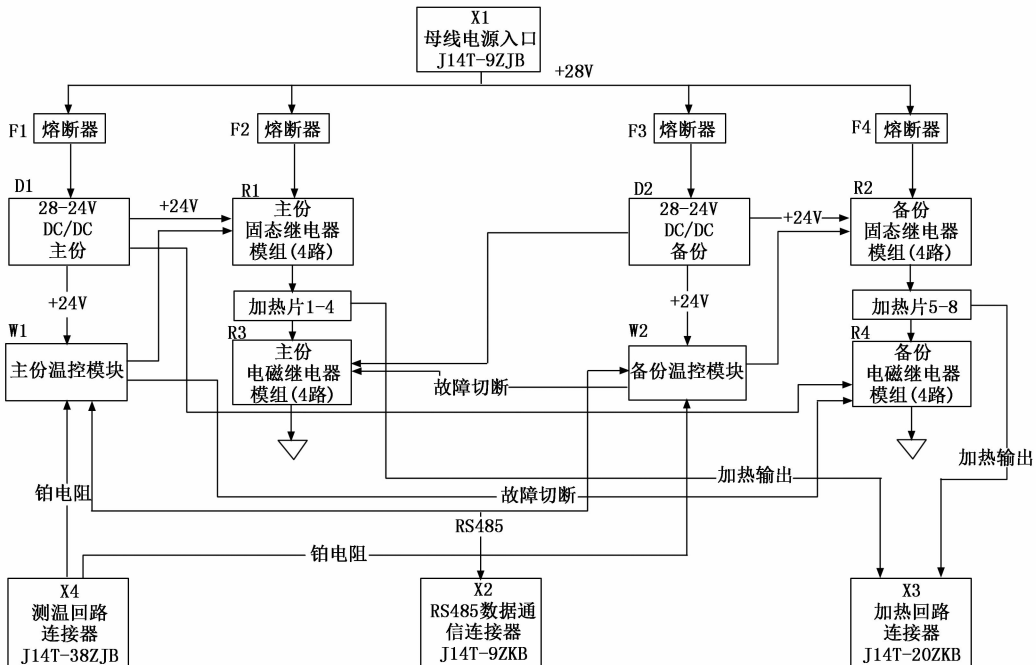 X1
母线电源入口
J14T-9ZJB
+28V
F1
熔断器
F2
熔断器
F3
熔断器
F4
熔断器
D1
28-24V
DC/DC
主份
+24V
R1
主份
固态继电器
模组(4路)
D2
28-24V
DC/DC
备份
+24V
R2
备份
固态继电器
模组(4路)
+24V
加热片1-4
+24V
加热片5-8
W1
主份温控模块
R3
主份
电磁继电器
模组(4路)
故障切断
W2
备份温控模块
R4
备份
电磁继电器
模组(4路)
铂电阻
故障切断
加热输出
加热输出
RS485
铂电阻
X4
测温回路
连接器
J14T-38ZJB
X2
RS485数据通
信连接器
J14T-9ZKB
X3
加热回路
连接器
J14T-20ZKB